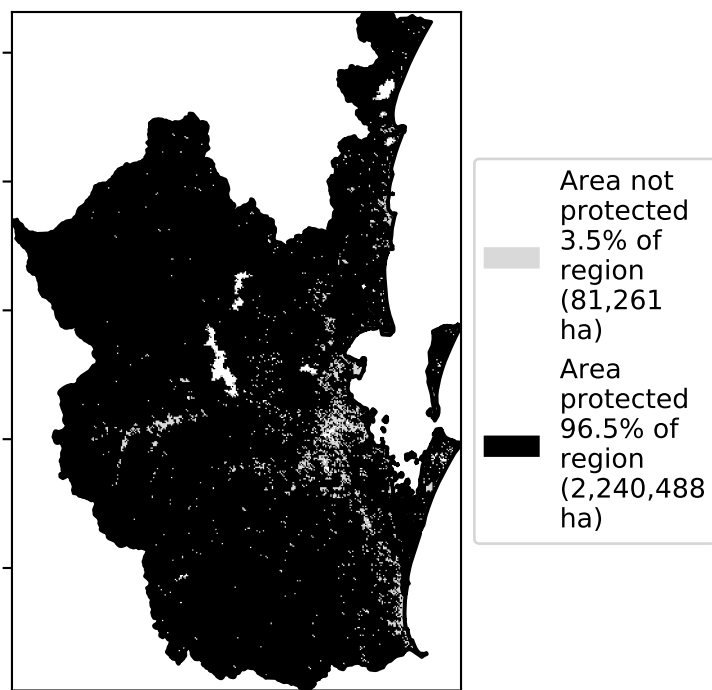 Area not
protected
3.5% of
region
(81,261
ha)
Area
protected
96.5% of
region
(2,240,488
ha)